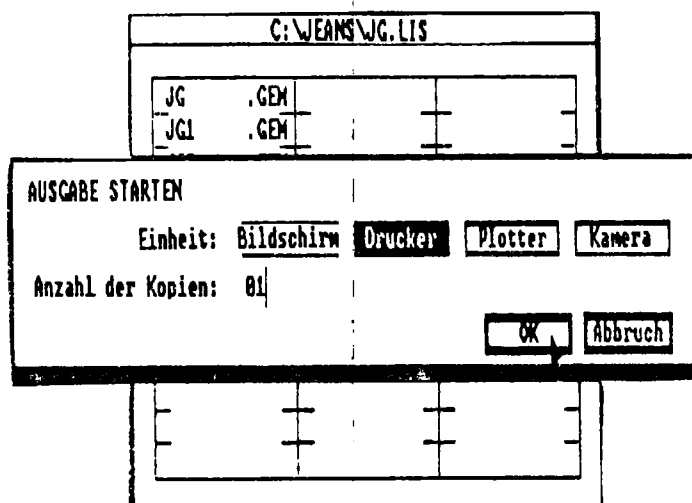 C:\JEANS\JG.LIS
JG .GEM
JG1 .GEM
AUSGABE STARTEN
Einheit: Bildschirm Drucker Plotter Kamera
Anzahl der Kopien: 01
OK Abbruch